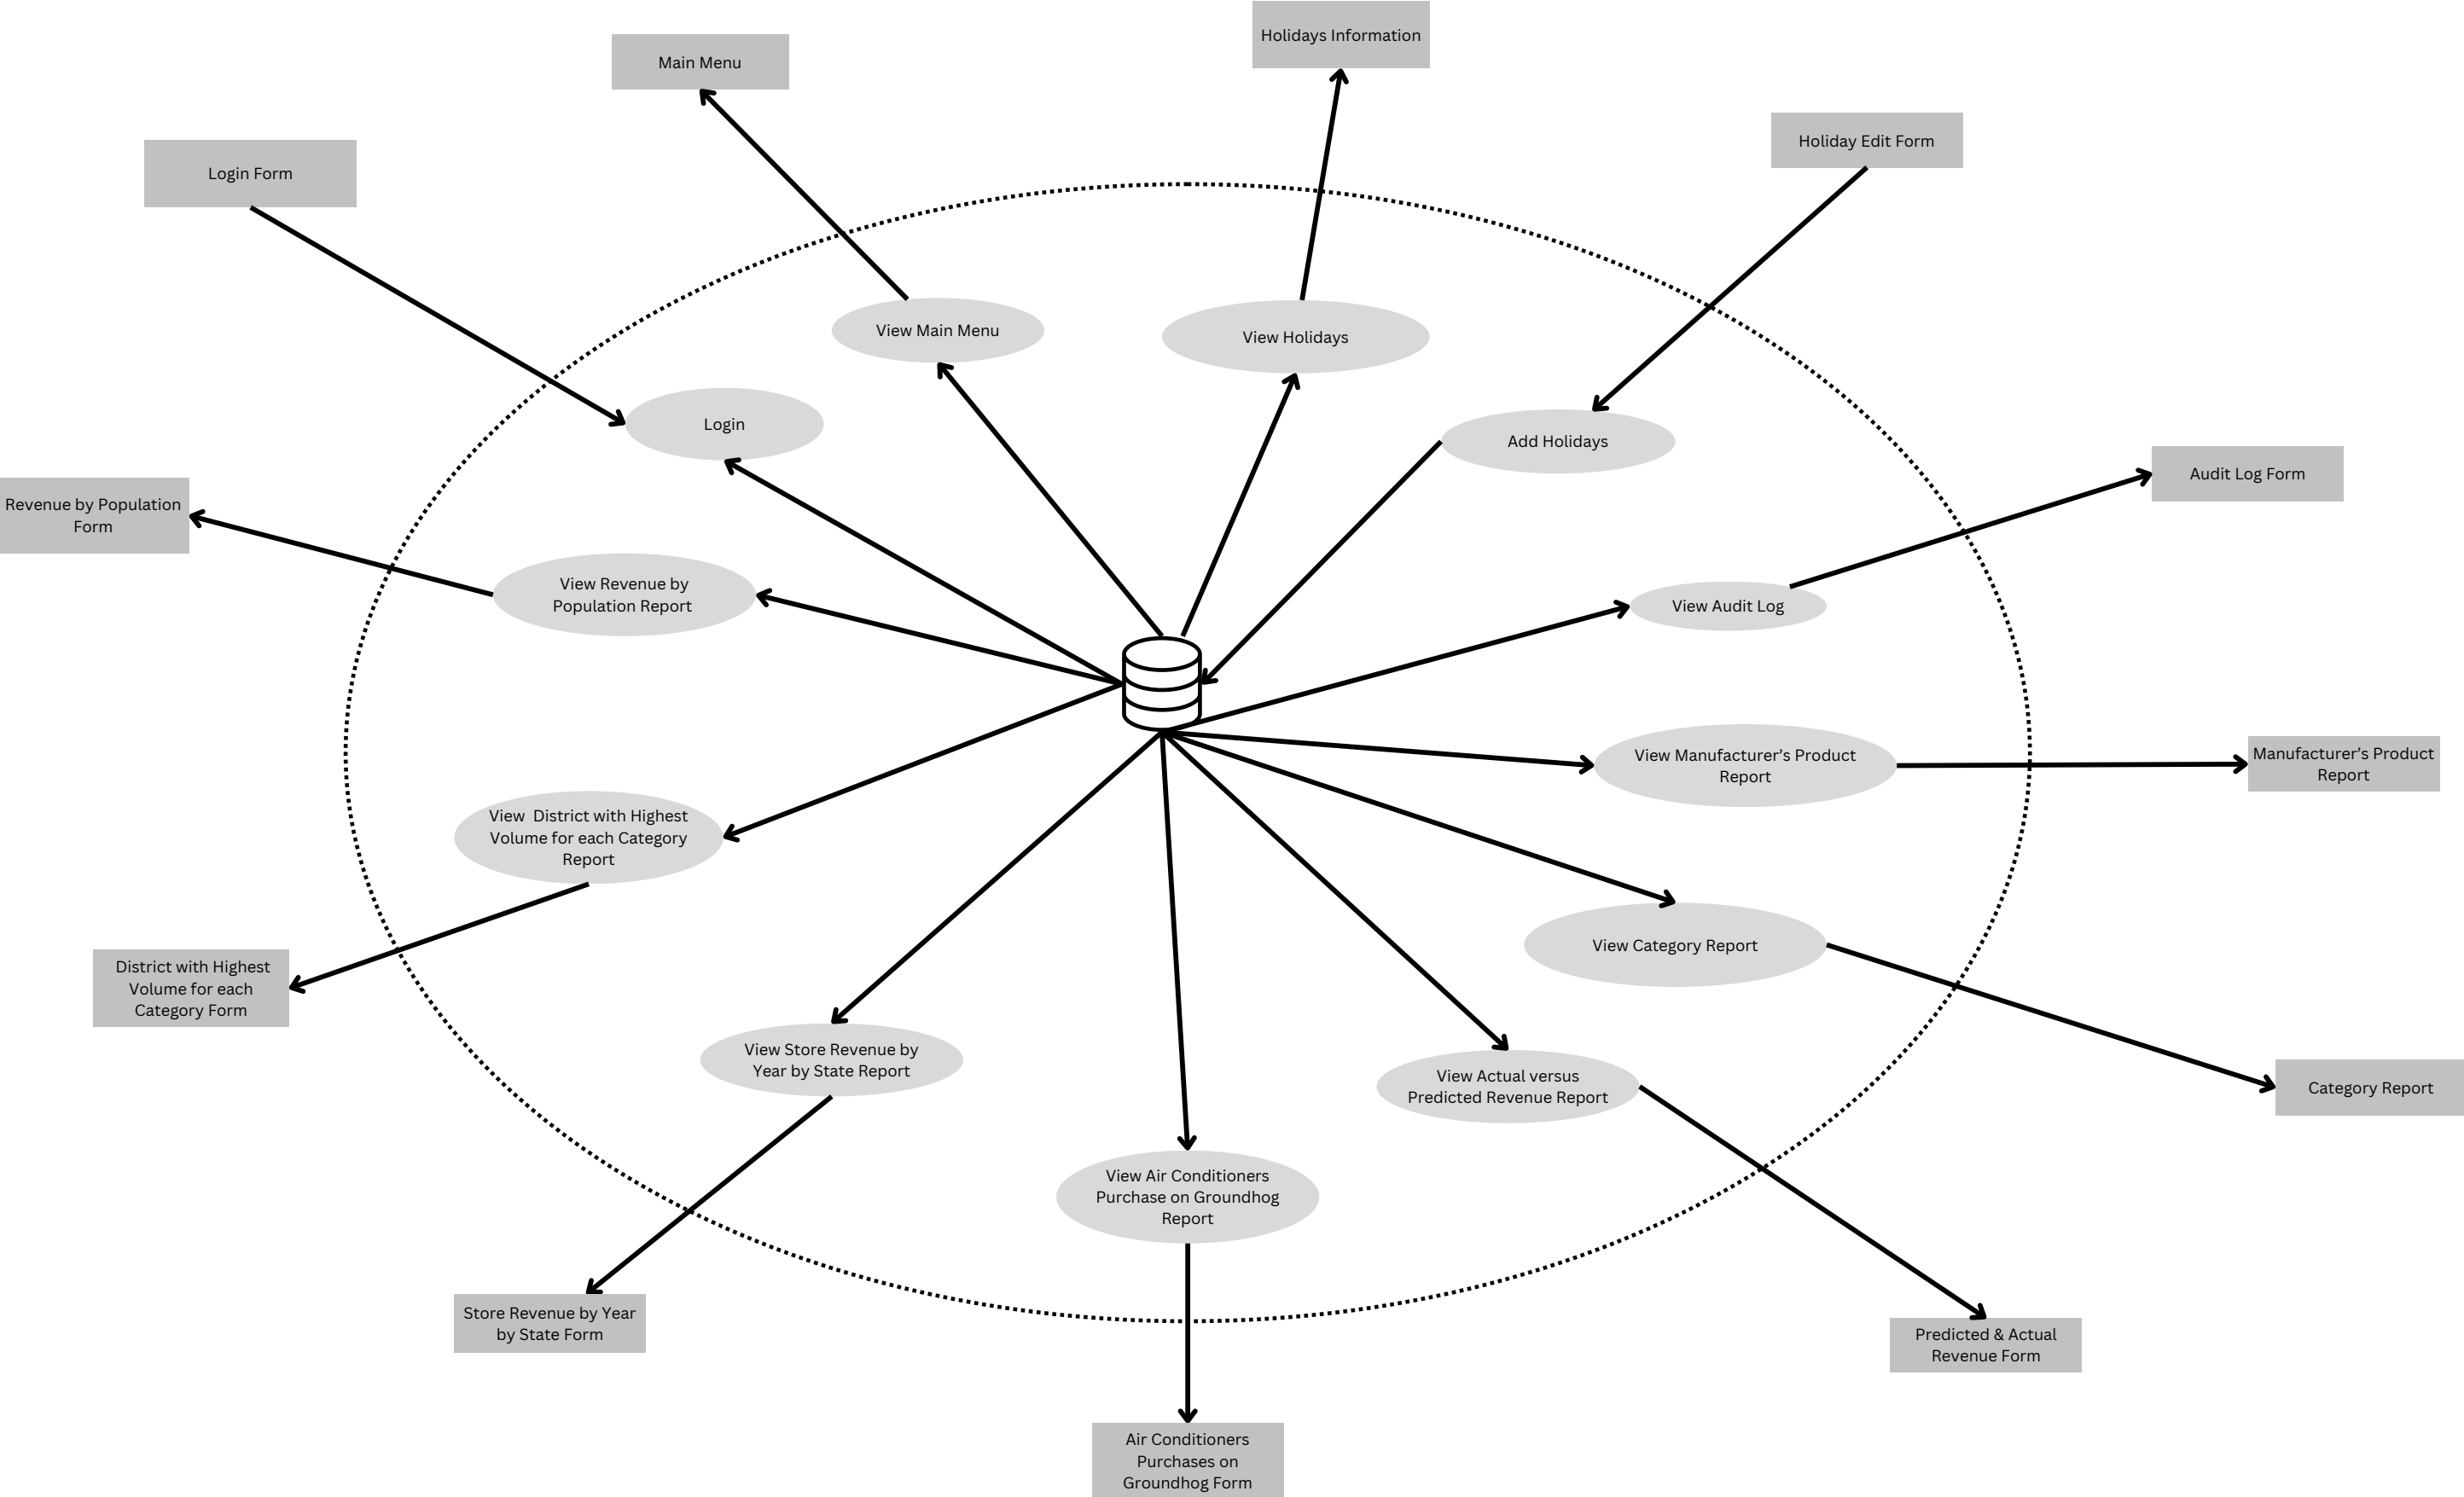 Holidays Information
Main Menu
Holiday Edit Form
Login Form
View Main Menu
View Holidays
Login
Add Holidays
Audit Log Form
Revenue by Population
Form
View Revenue by
Population Report
View Audit Log
View Manufacturer’s Product
Report
Manufacturer’s Product
Report
View  District with Highest
Volume for each Category
Report
View Category Report
District with Highest
Volume for each
Category Form
View Store Revenue by
Year by State Report
View Actual versus
Predicted Revenue Report
Category Report
View Air Conditioners
Purchase on Groundhog
Report
Store Revenue by Year
by State Form
Predicted & Actual
Revenue Form
Air Conditioners
Purchases on
Groundhog Form